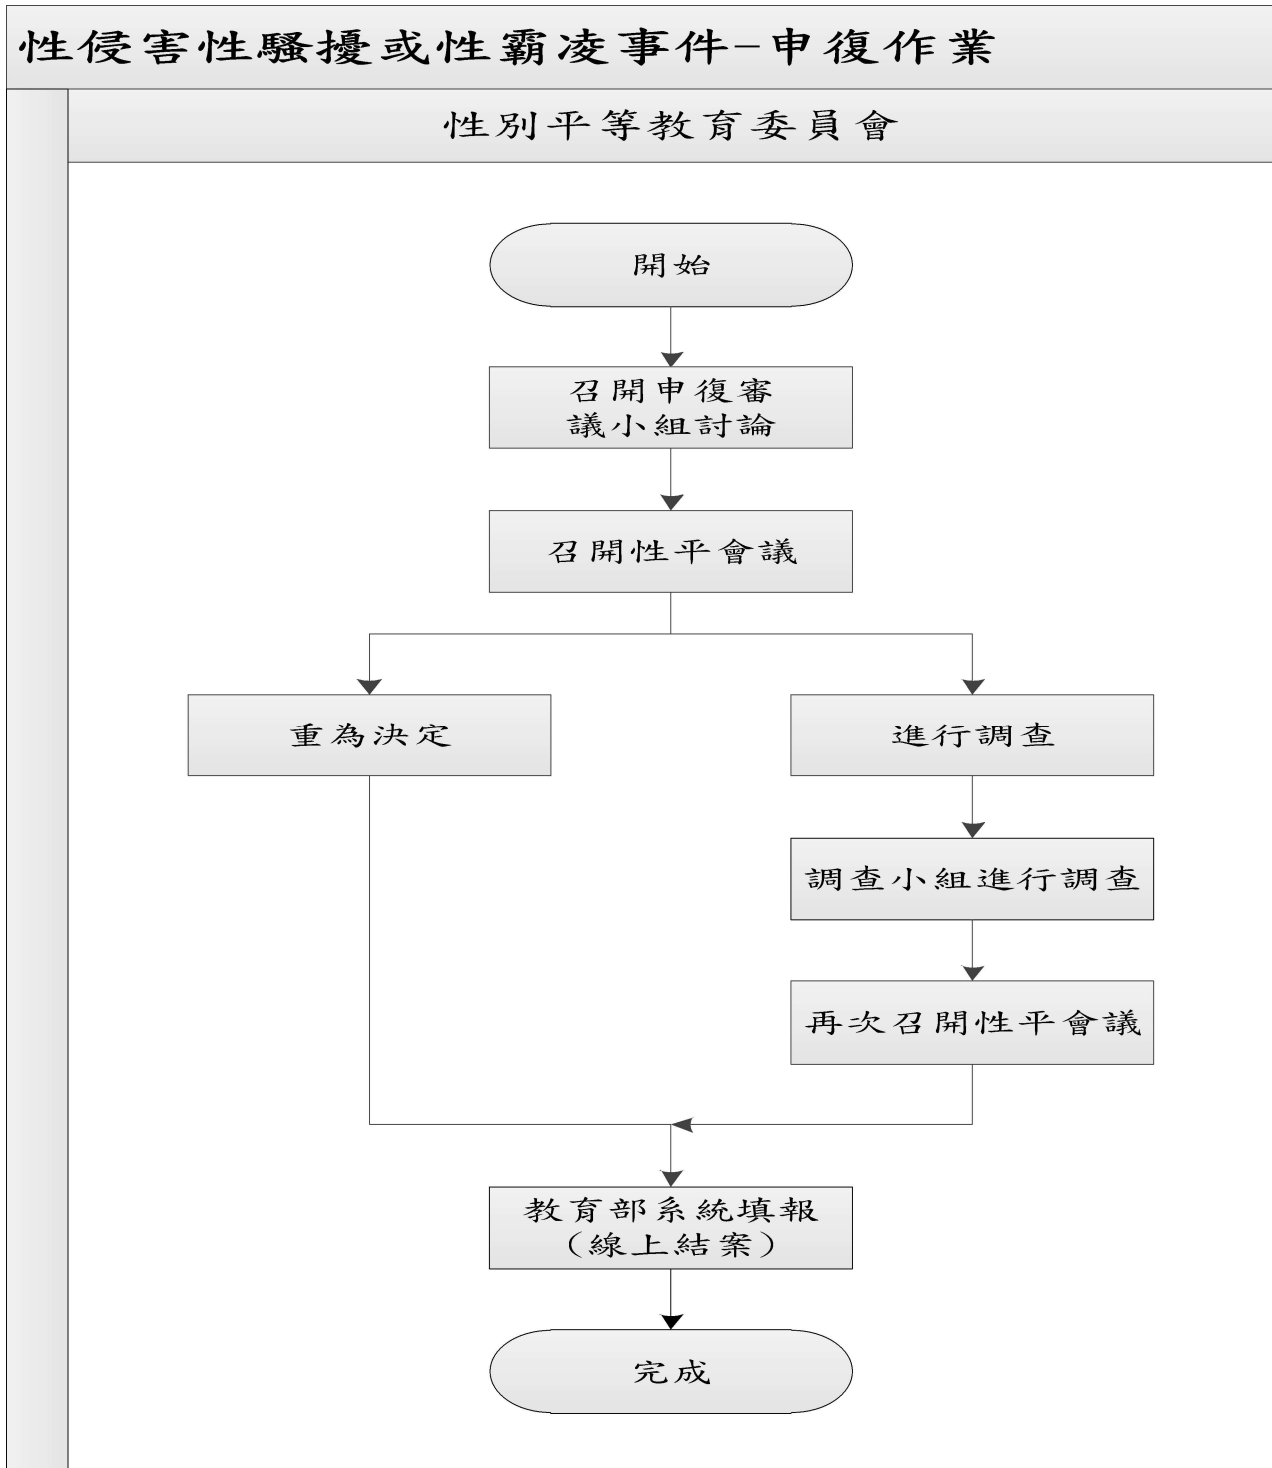 性侵害性騷擾或性霸凌事件-申復作業
性別平等教育委員會
開始
召開申復審
議小組討論
召開性平會議
重為決定
進行調查
調查小組進行調查
再次召開性平會議
教育部系統填報
（線上結案）
完成